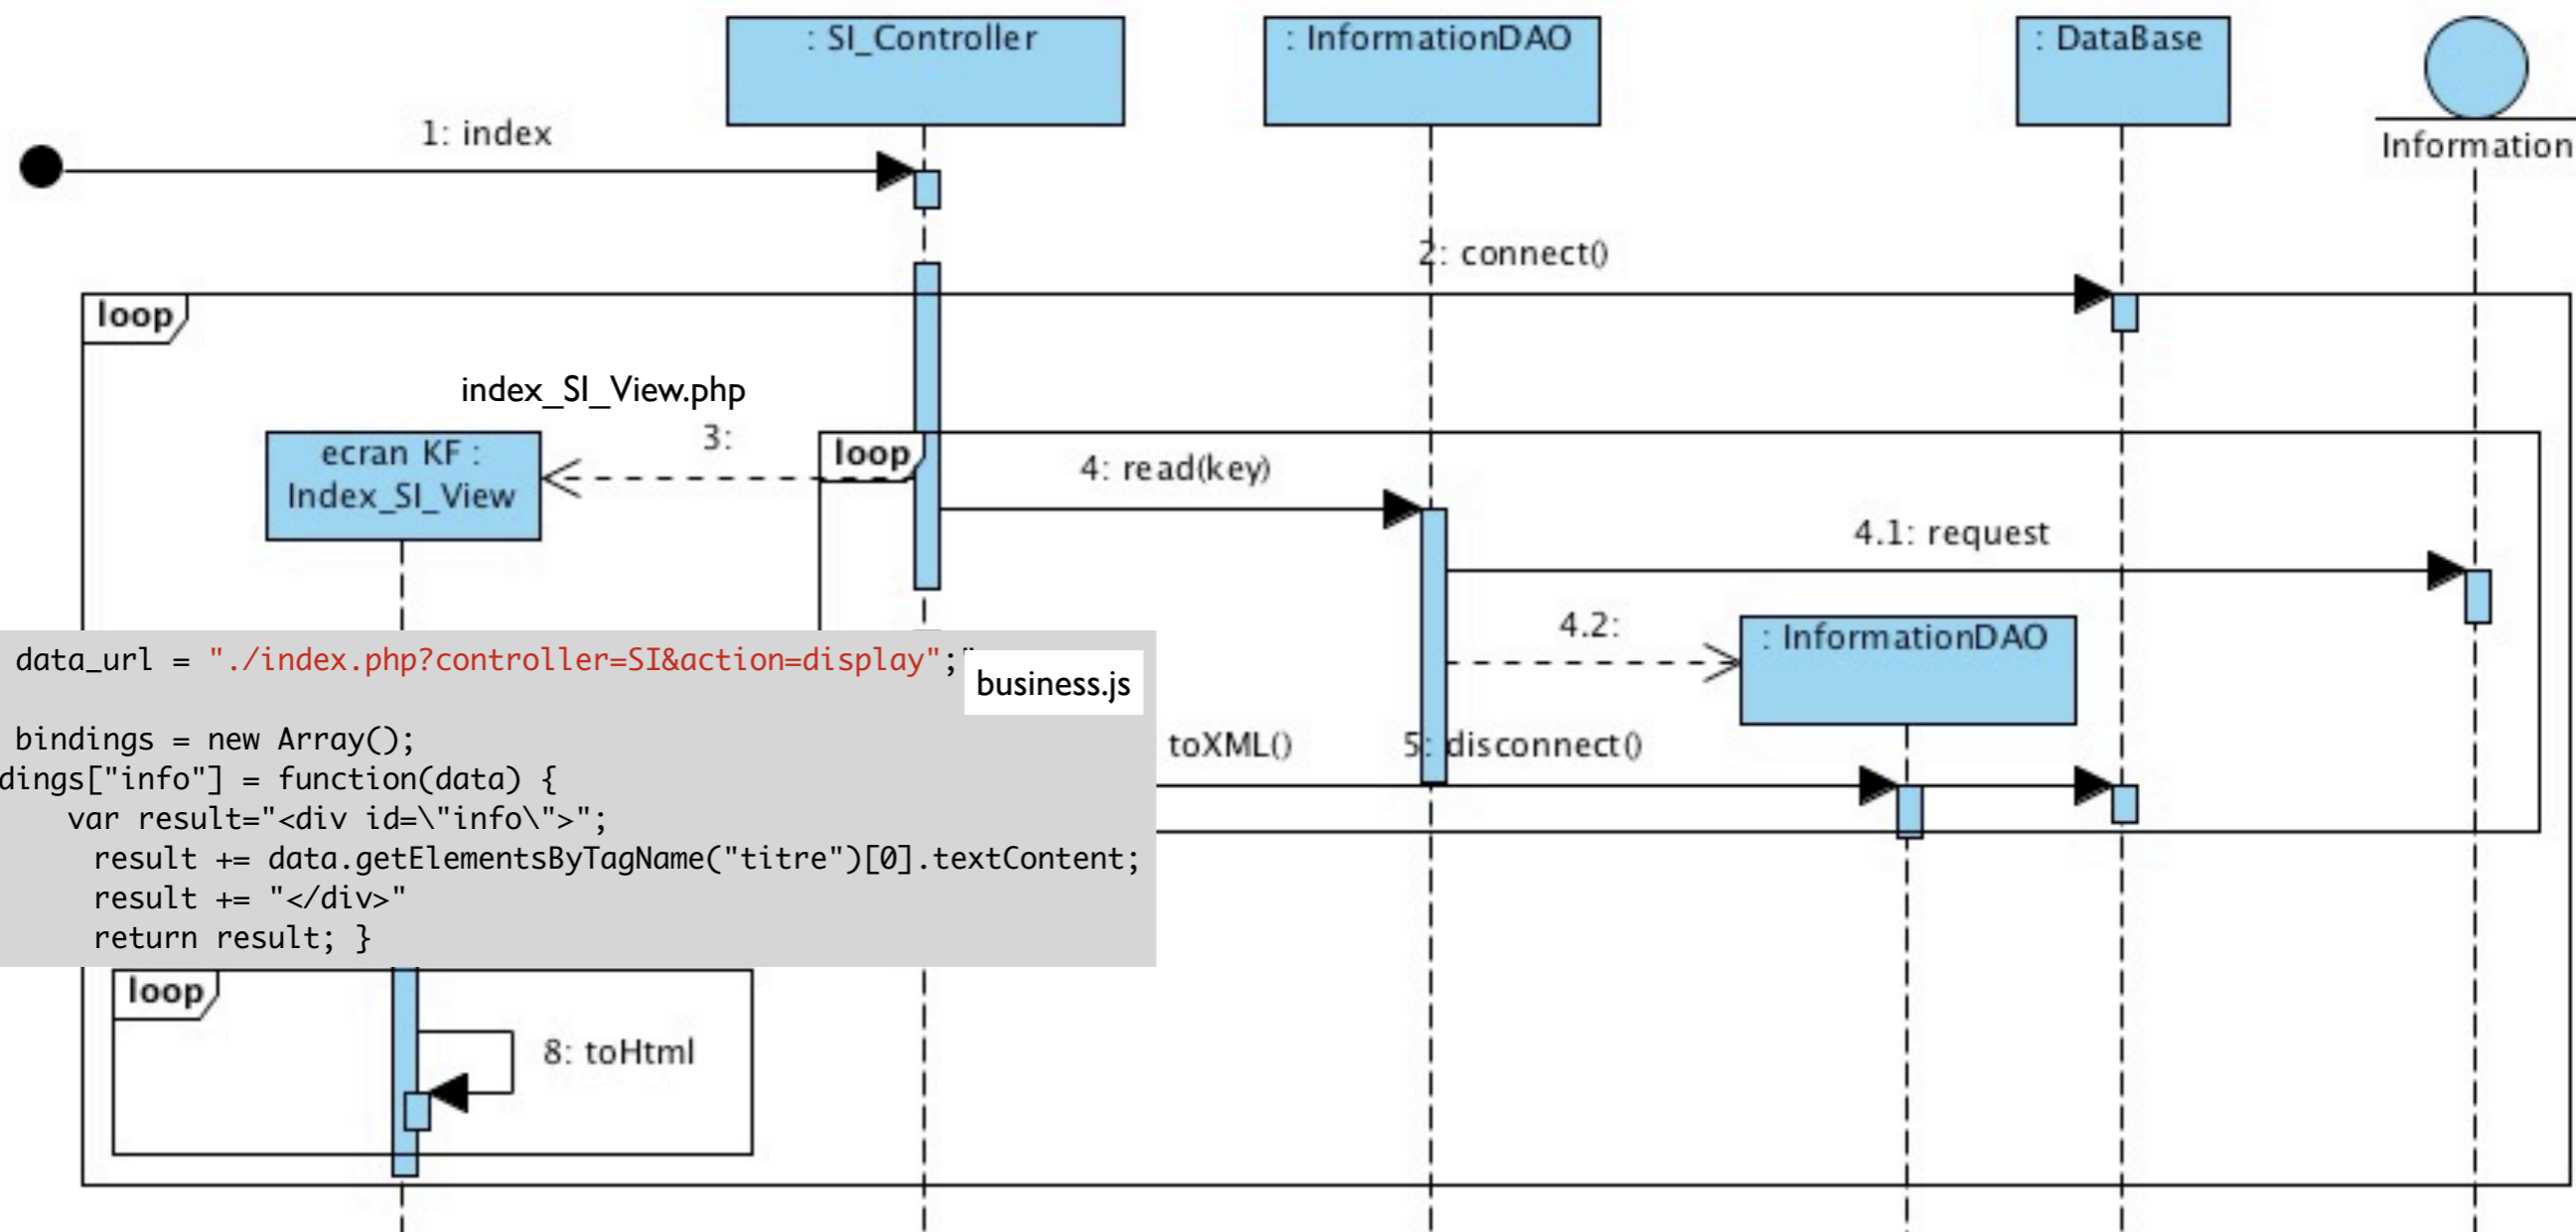 : SI_Controller
: InformationDAO
: DataBase
Information
1: index
2: connect()
loop
index_SI_View.php
3:
ecran KF :
Index_SI_View
loop
4: read(key)
4.1: request
4.2:
: InformationDAO
data_url = "./index.php?controller=SI&action=display";"
business.js
bindings = new Array();
dings["info"] = function(data) {
var result="<div id=\"info\">";
result += data.getElementsByTagName("titre")[0].textContent;
result += "</div>"
return result; }
toXML()
5: disconnect()
loop
8: toHtml